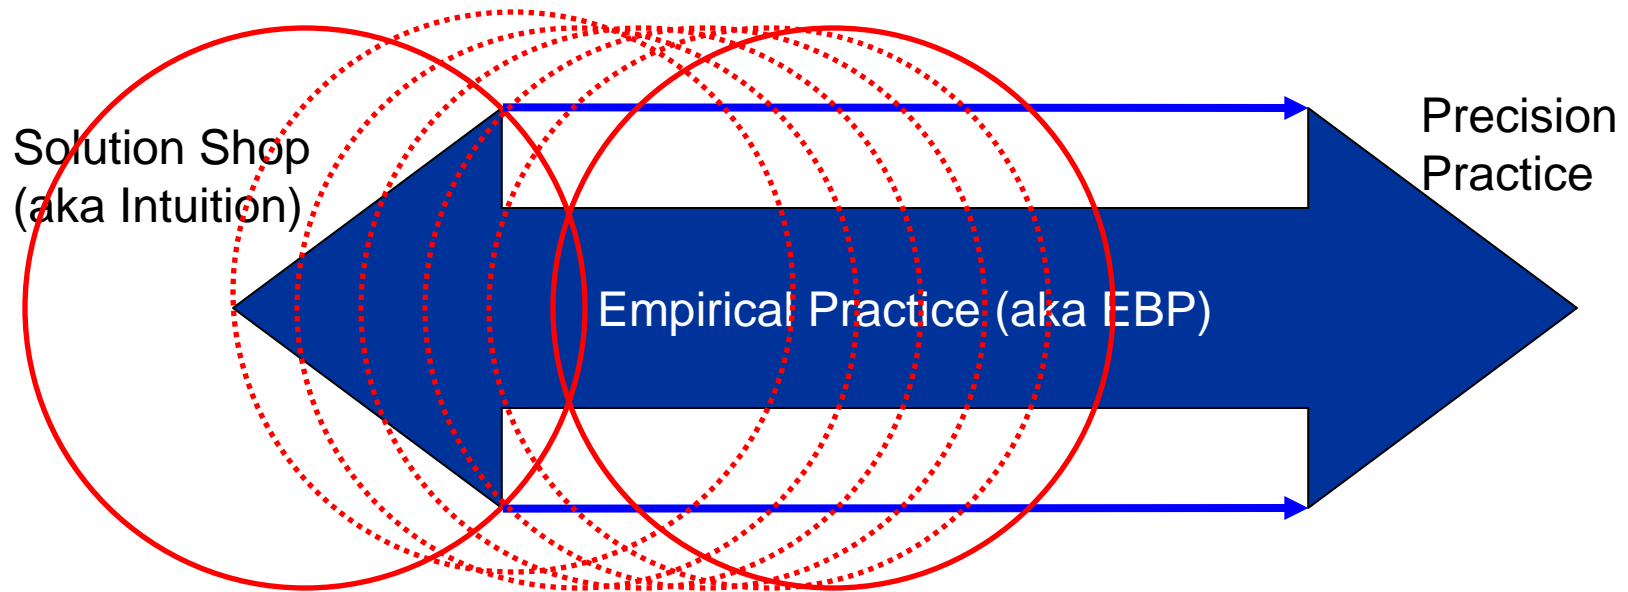 Solution Shop
(aka Intuition)
Empirical Practice (aka EBP)
Precision
Practice